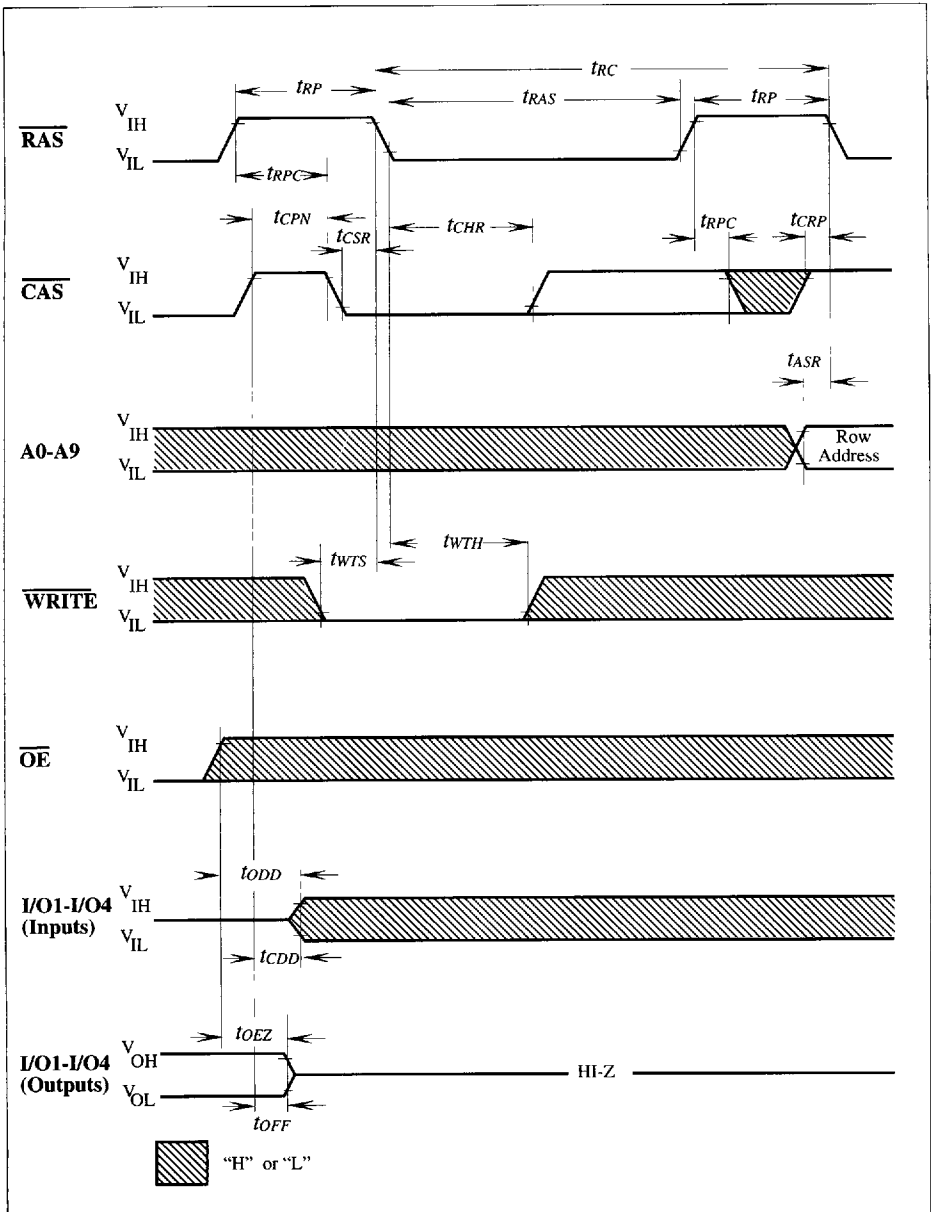 tRC
tRP tRAS tRP
RAS VIH
VIL
tRPC
tCPN tCSR tCHR tRPC tCRP
CAS VIH
VIL
tASR
A0-A9 VIH
VIL
Row
Address
tWTS tWTH
WRITE VIH
VIL
OE VIH
VIL
tODD
I/O1-I/O4
(Inputs)
VIH
VIL
tCDD
tOEZ
I/O1-I/O4
(Outputs)
VOH
VOL
HI-Z
tOFF
“H” or “L”